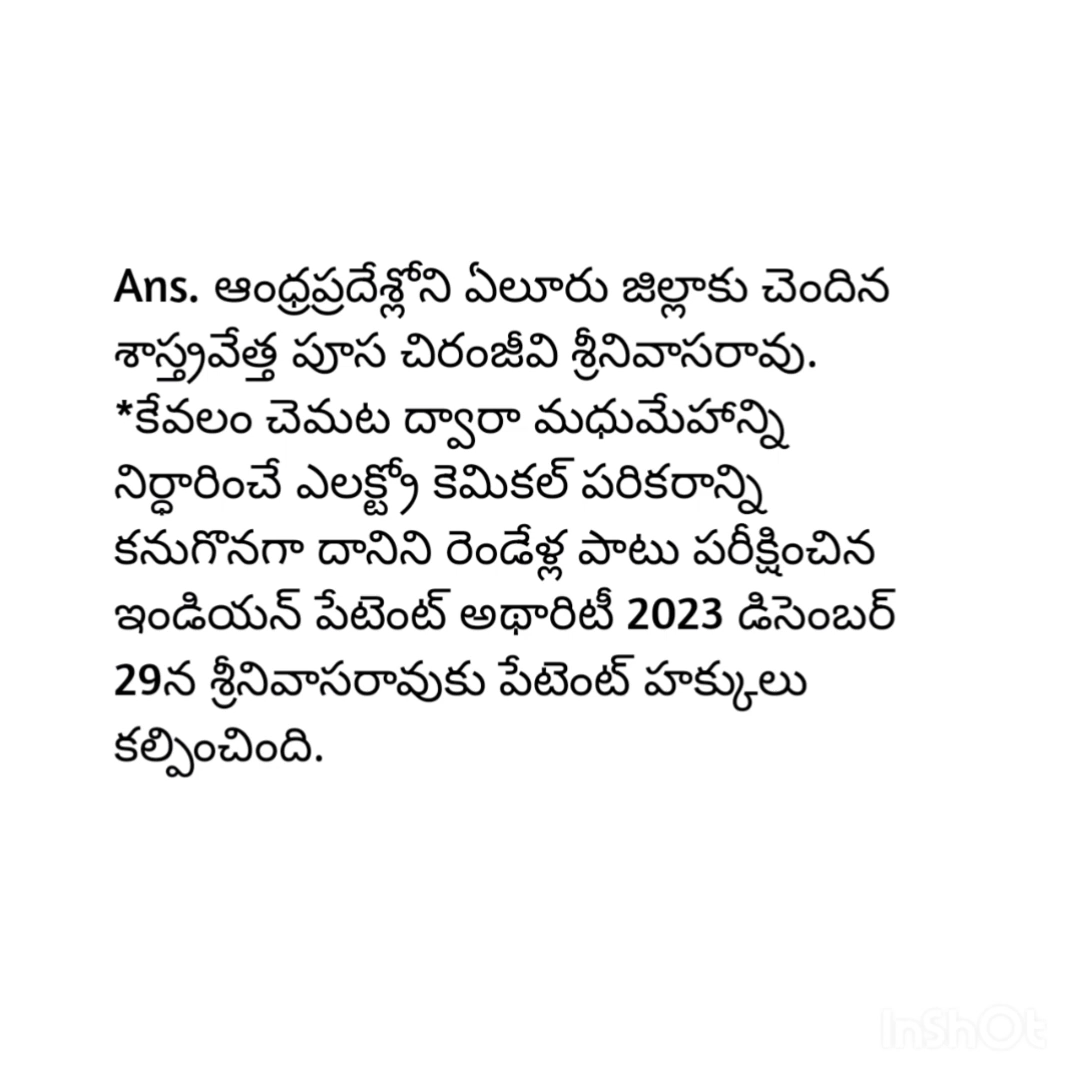 Ans. ఆంధ్రప్రదేశ్లోని ఏలూరు జిల్లాకు చెందిన
శాస్త్రవేత్త పూస చిరంజీవి శ్రీనివాసరావు.
*కేవలం చెమట ద్వారా మధుమేహాన్ని
నిర్ధారించే ఎలక్ట్రో కెమికల్ పరికరాన్ని
కనుగొనగా దానిని రెండేళ్ల పాటు పరీక్షించిన
ఇండియన్ పేటెంట్ అథారిటీ 2023 డిసెంబర్
29న శ్రీనివాసరావుకు పేటెంట్ హక్కులు
కల్పించింది.
InShOt